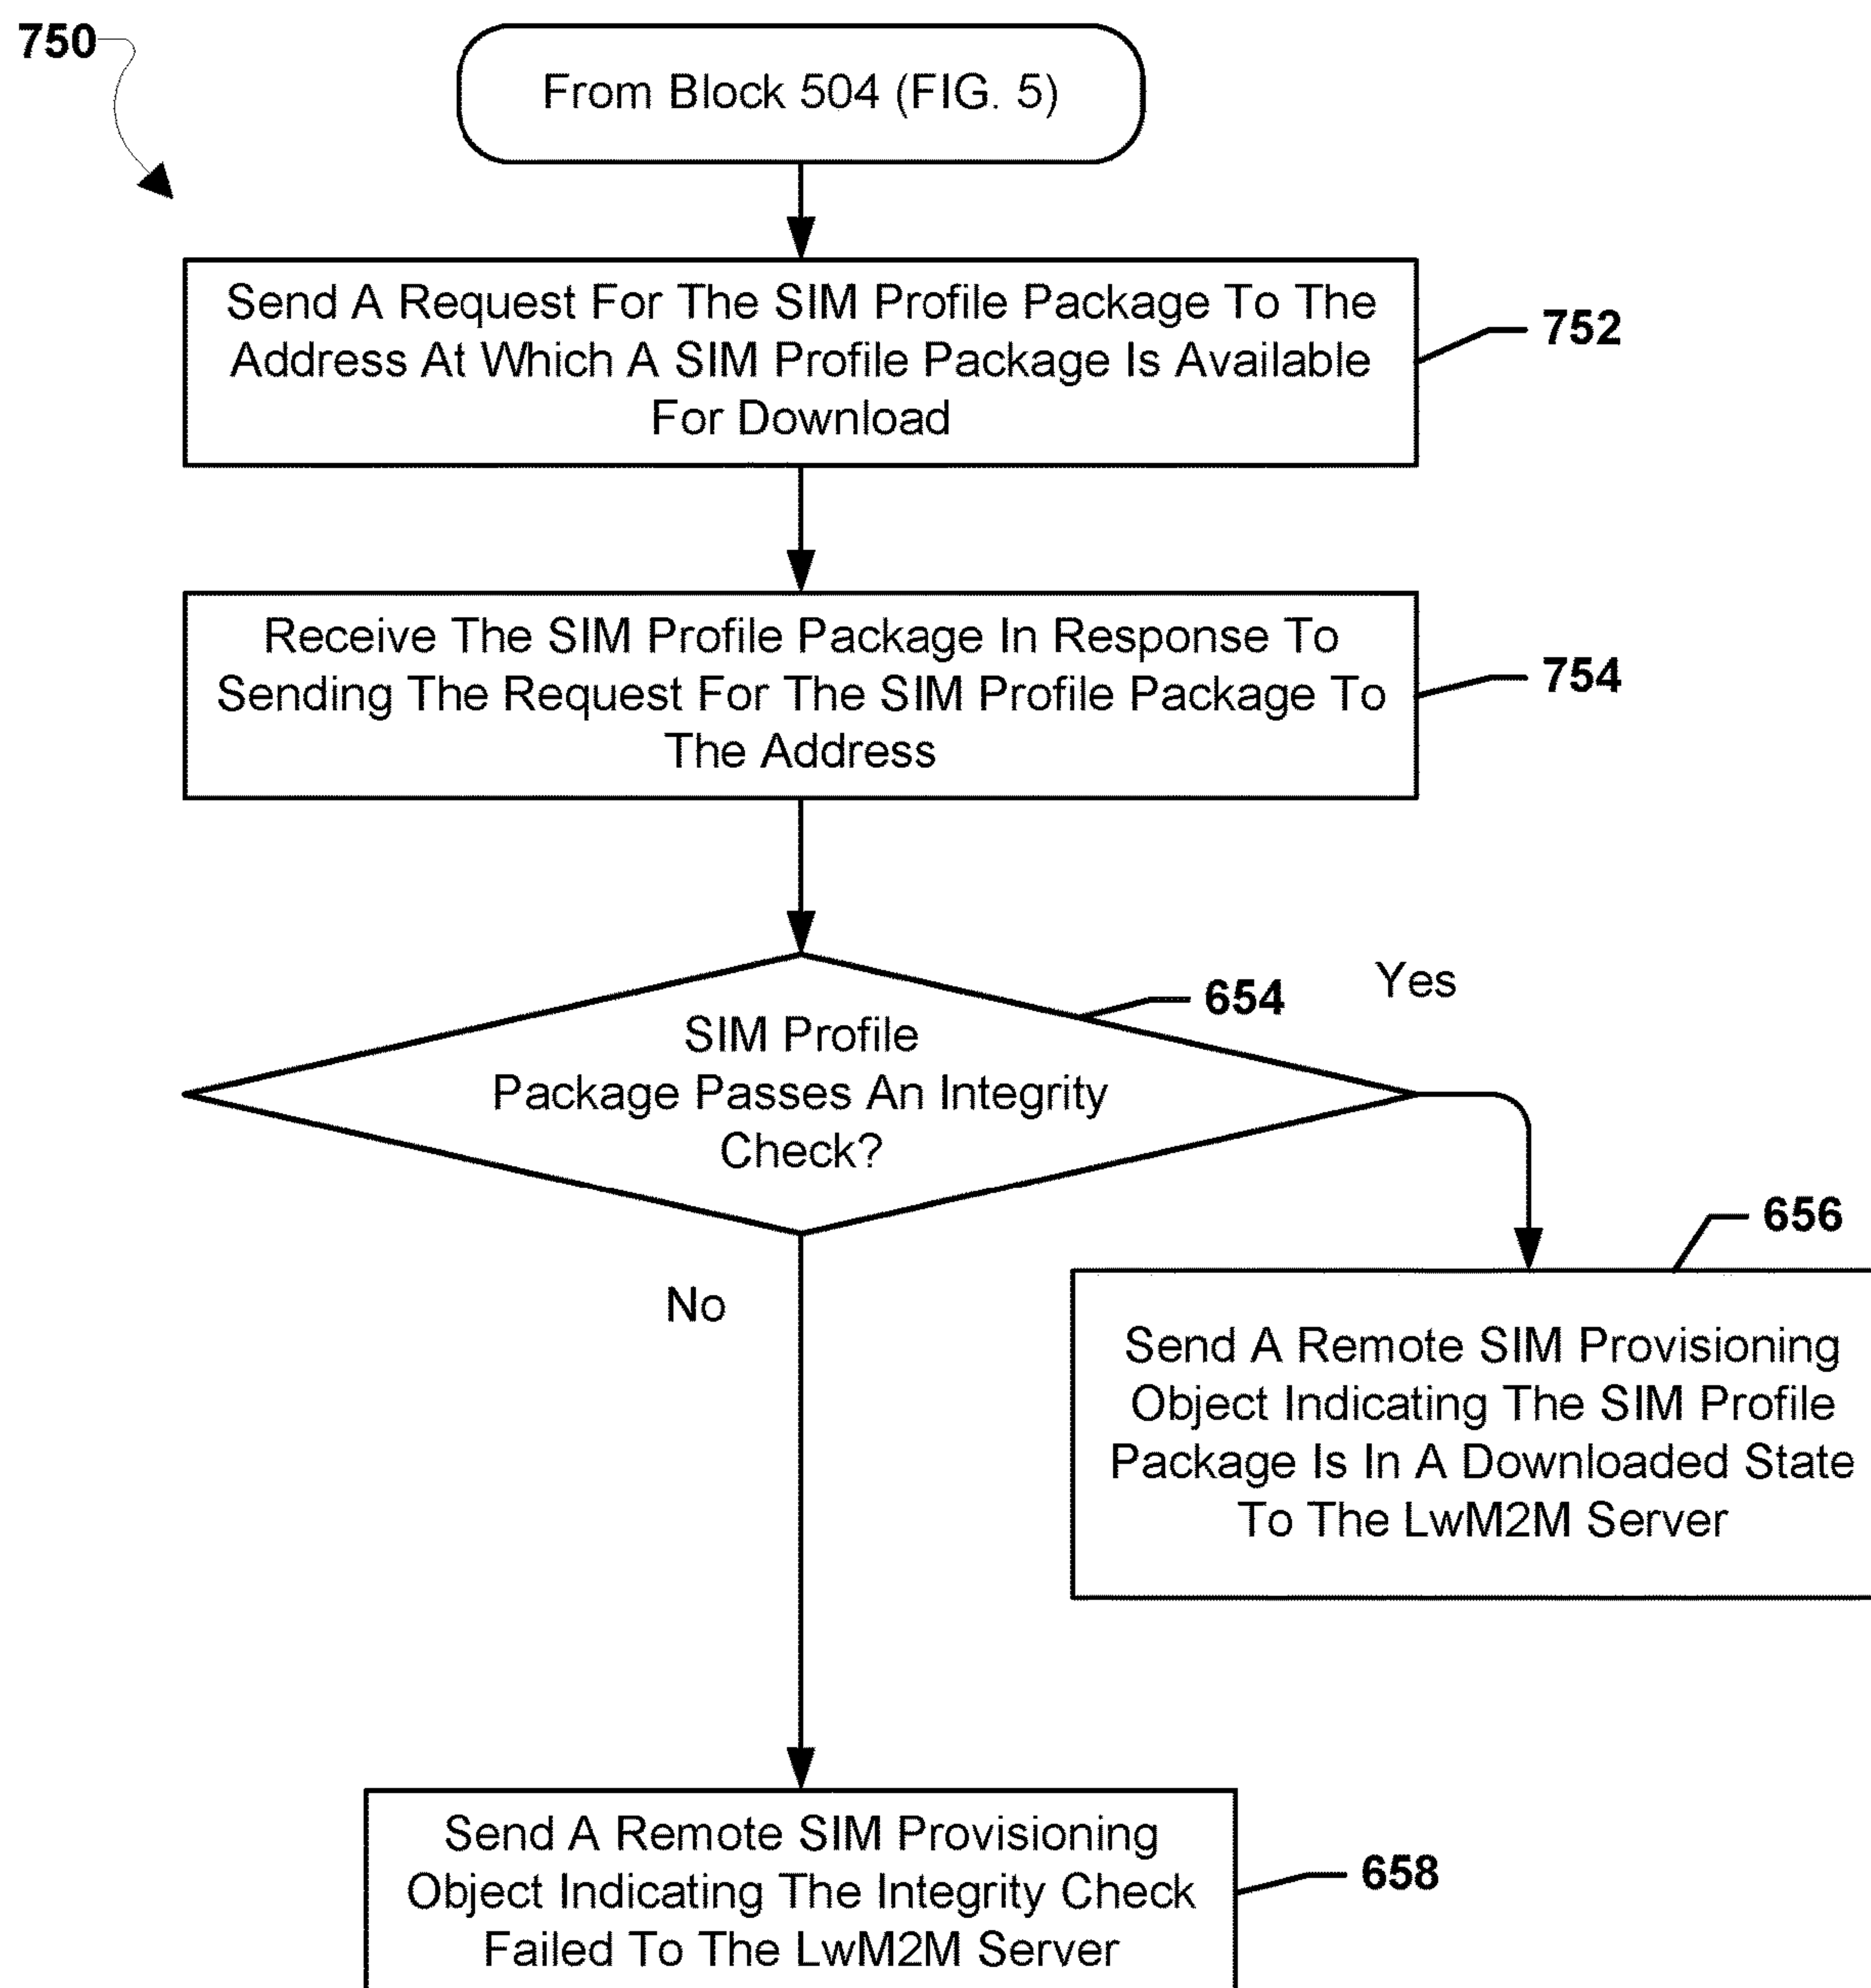 750
From Block 504 (FIG. 5)
Send A Request For The SIM Profile Package To The
Address At Which A SIM Profile Package Is Available
For Download
752
Receive The SIM Profile Package In Response To
Sending The Request For The SIM Profile Package To
The Address
754
SIM Profile
Package Passes An Integrity
Check?
654
Yes
No
656
Send A Remote SIM Provisioning
Object Indicating The SIM Profile
Package Is In A Downloaded State
To The LwM2M Server
Send A Remote SIM Provisioning
Object Indicating The Integrity Check
Failed To The LwM2M Server
658